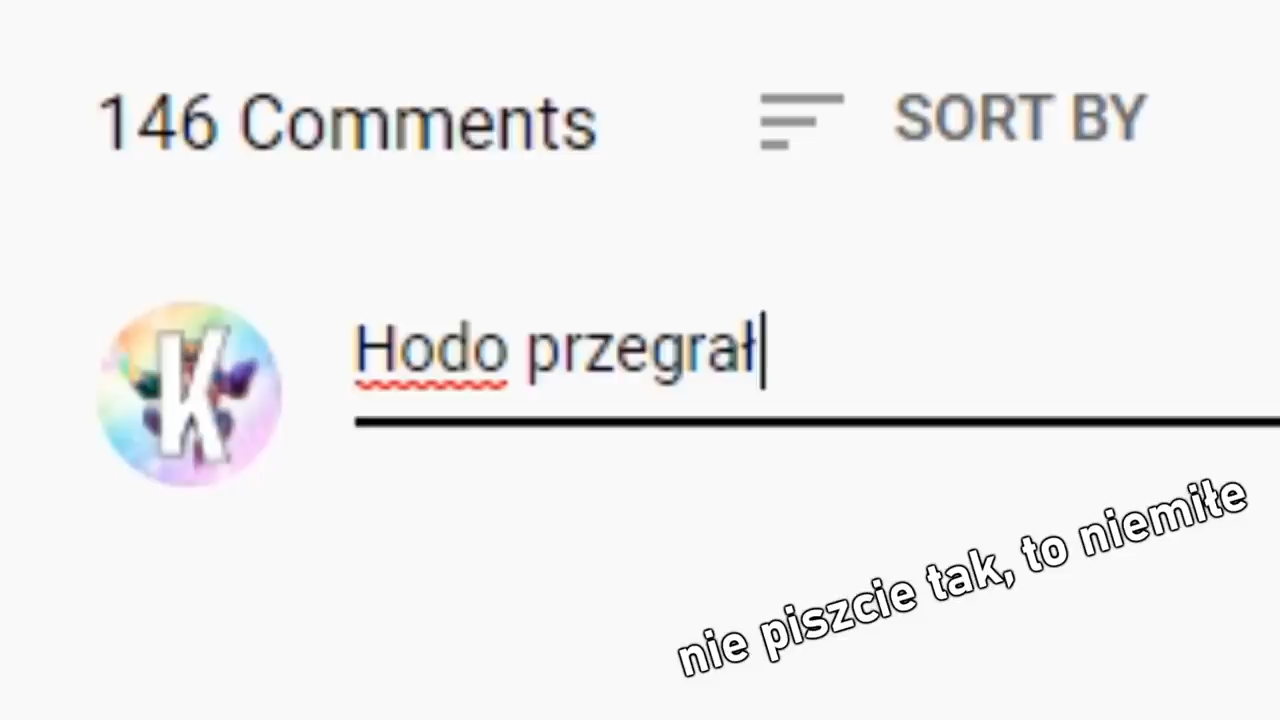 146 Comments
SORT BY
K
Hodo przegrał
nie piszcie tak, to niemiłe